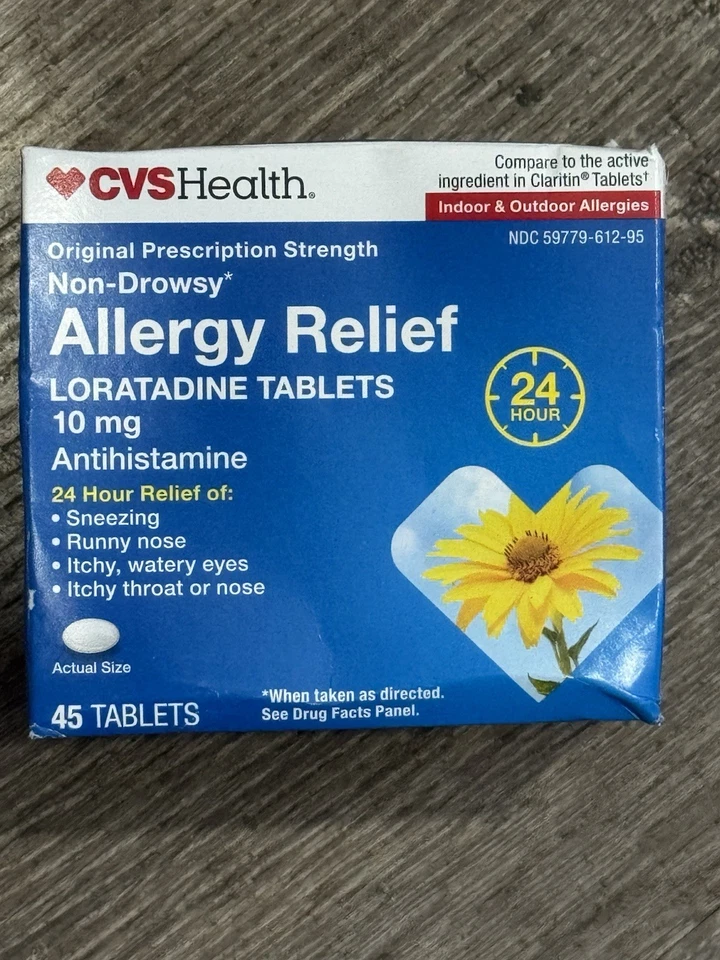 CVSHealth®
Compare to the active
ingredient in Claritin® Tablets†
Indoor & Outdoor Allergies
NDC 59779-612-95
Original Prescription Strength
Non-Drowsy*
Allergy Relief
LORATADINE TABLETS
10 mg
Antihistamine
24 HOUR
24 Hour Relief of:
• Sneezing
• Runny nose
• Itchy, watery eyes
• Itchy throat or nose
Actual Size
45 TABLETS
*When taken as directed.
See Drug Facts Panel.